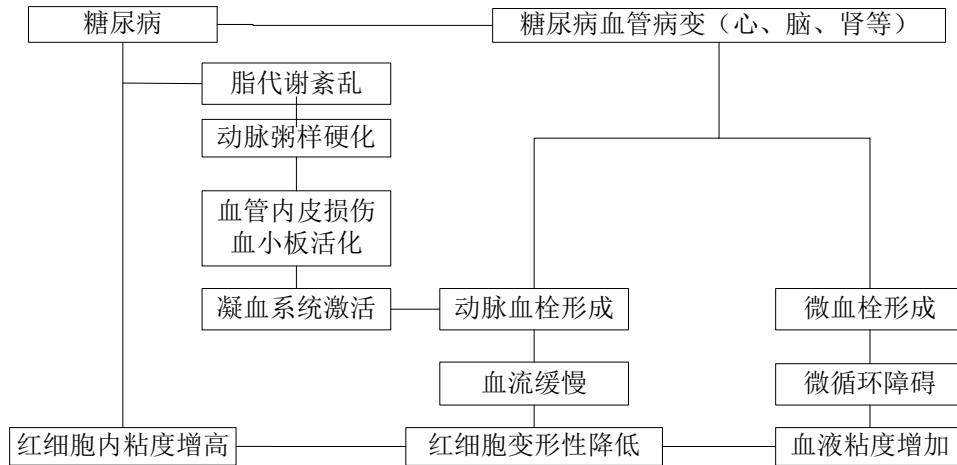 糖尿病
糖尿病血管病变（心、脑、肾等）
脂代谢紊乱
动脉粥样硬化
血管内皮损伤
血小板活化
凝血系统激活
动脉血栓形成
微血栓形成
血流缓慢
微循环障碍
红细胞内粘度增高
红细胞变形性降低
血液粘度增加